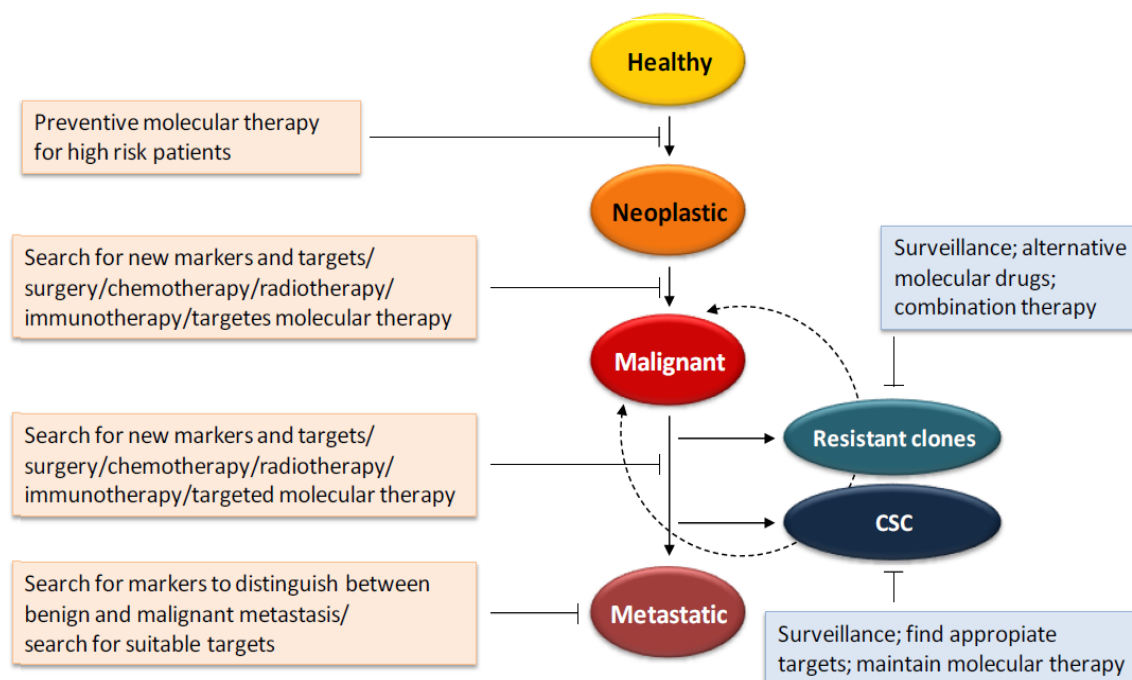 Healthy
Preventive molecular therapy
for high risk patients
Neoplastic
Search for new markers and targets/
surgery/chemotherapy/radiotherapy/
immunotherapy/targetes molecular therapy
Surveillance; alternative
molecular drugs;
combination therapy
Malignant
Search for new markers and targets/
surgery/chemotherapy/radiotherapy/
immunotherapy/targeted molecular therapy
Resistant clones
CSC
Search for markers to distinguish between
benign and malignant metastasis/
search for suitable targets
Metastatic
Surveillance; find appropiate
targets; maintain molecular therapy